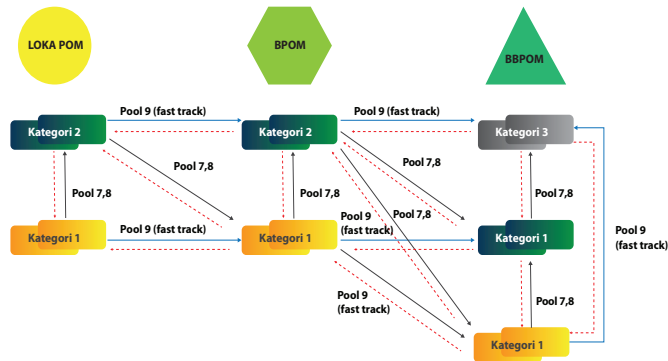 LOKA POM
BPOM
BBPOM
Pool 9 (fast track)
Pool 9 (fast track)
Kategori 2
Kategori 2
Kategori 3
Pool 7,8
Pool 7,8
Pool 7,8
Pool 7,8
Pool 7,8
Pool 7,8
Pool 7,8
Pool 9 (fast track)
Pool 9
(fast track)
Kategori 1
Kategori 1
Kategori 1
Pool 9
(fast track)
Pool 9
(fast track)
Pool 7,8
Kategori 1